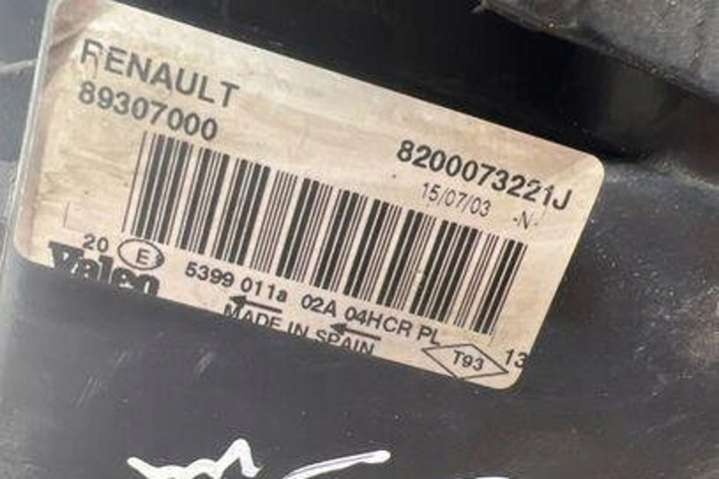 RENAULT
89307000
8200073221J
15/07/03 -N-
20 E 5399 011a 02A 04HCR PL
Valeo
MADE IN SPAIN
T93 13